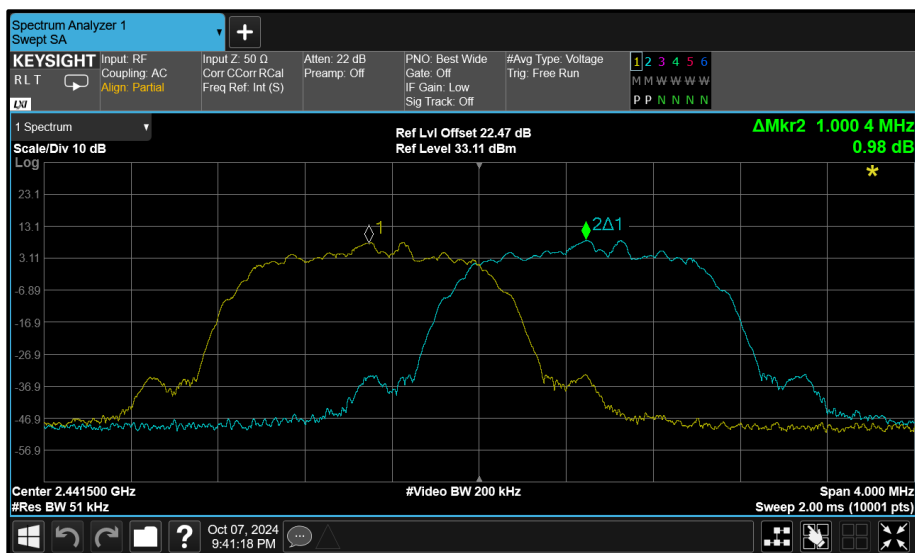 Spectrum Analyzer 1
Swept SA
+
KEYSIGHT
RLT
LXI
Input: RF
Coupling: AC
Align: Partial
Input Z: 50 Ω
Corr CCorr RCal
Freq Ref: Int (S)
Atten: 22 dB
Preamp: Off
PNO: Best Wide
Gate: Off
IF Gain: Low
Sig Track: Off
#Avg Type: Voltage
Trig: Free Run
1 2 3 4 5 6
M M W W W W
P P N N N N
1 Spectrum
Scale/Div 10 dB
Log
Ref Lvl Offset 22.47 dB
Ref Level 33.11 dBm
ΔMkr2 1.000 4 MHz
0.98 dB
*
23.1
13.1
3.11
-6.89
-16.9
-26.9
-36.9
-46.9
-56.9
1
2Δ1
Center 2.441500 GHz
#Res BW 51 kHz
#Video BW 200 kHz
Span 4.000 MHz
Sweep 2.00 ms (10001 pts)
?
Oct 07, 2024
9:41:18 PM